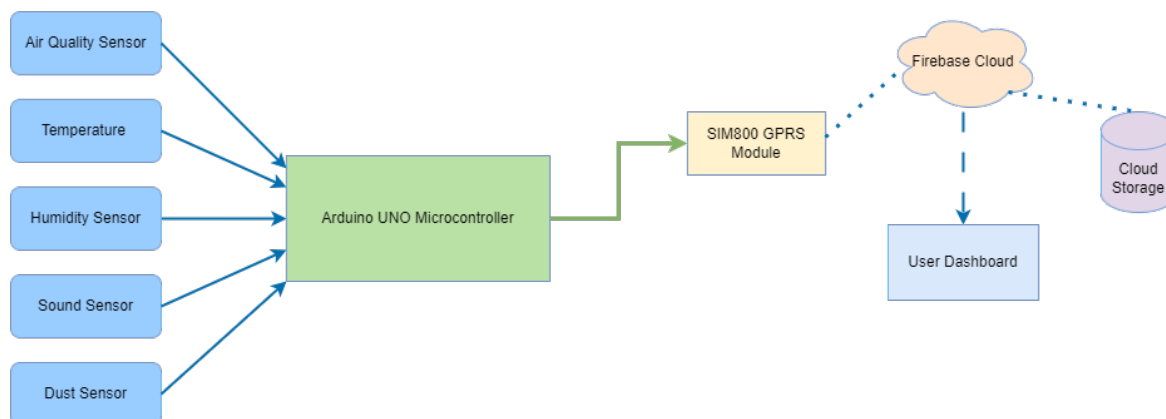 Air Quality Sensor
Temperature
Humidity Sensor
Sound Sensor
Dust Sensor
Arduino UNO Microcontroller
SIM800 GPRS
Module
Firebase Cloud
User Dashboard
Cloud
Storage